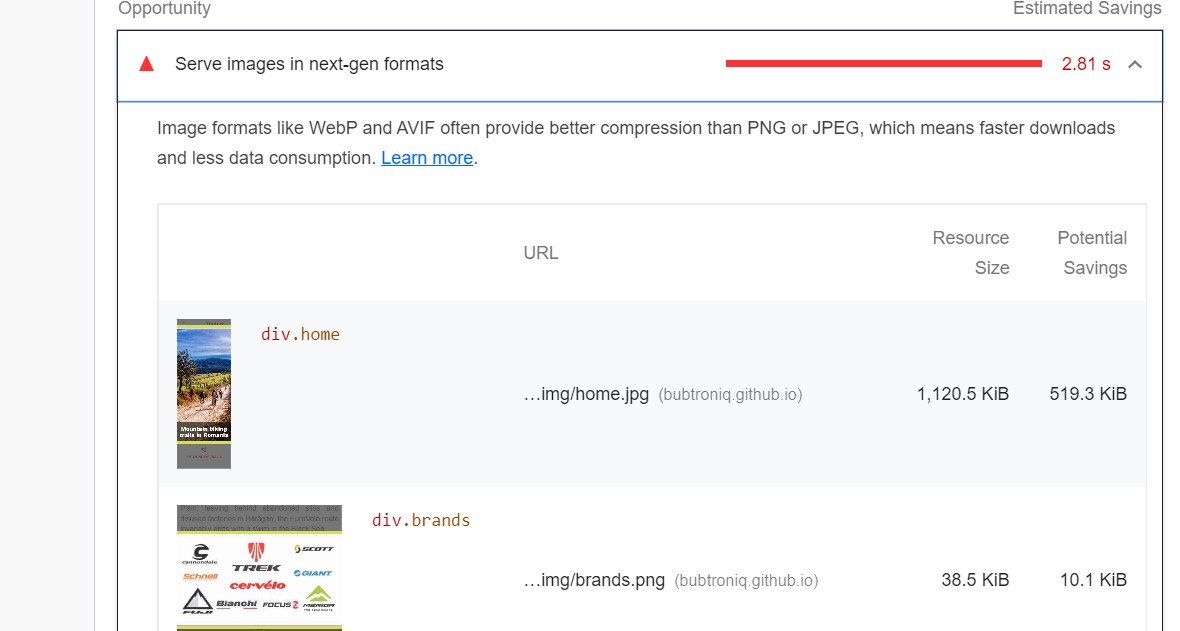 Opportunity Estimated Savings
Serve images in next-gen formats 2.81 s
Image formats like WebP and AVIF often provide better compression than PNG or JPEG, which means faster downloads
and less data consumption. Learn more.
URL Resource Size Potential Savings
div.home
Mountain biking
trails in Romania
…img/home.jpg (bubtroniq.github.io) 1,120.5 KiB 519.3 KiB
div.brands
cannondale
TREK
SCOTT
Schnell
cervélo
GIANT
FUJI
Bianchi
FOCUS
MERIDA
…img/brands.png (bubtroniq.github.io) 38.5 KiB 10.1 KiB